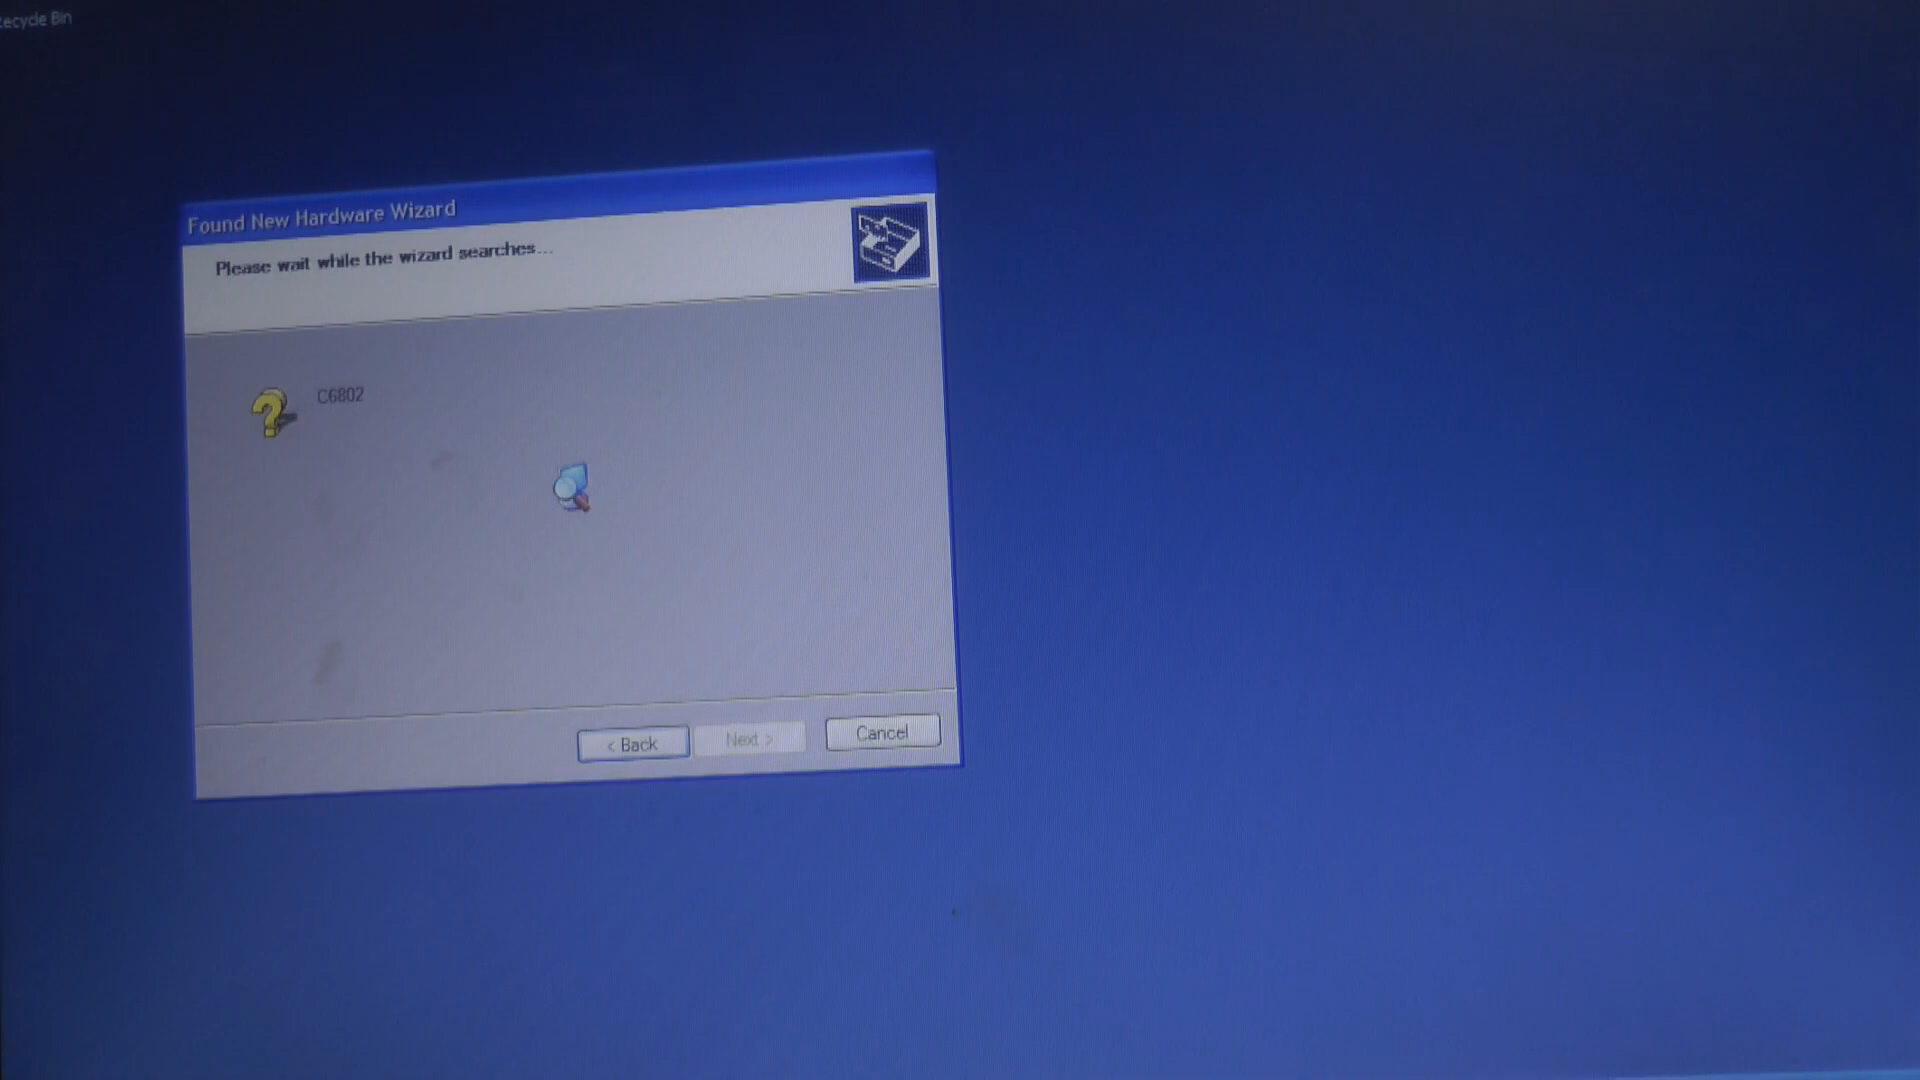 Recycle Bin
Found New Hardware Wizard
Please wait while the wizard searches...
C6802
< Back
Next >
Cancel